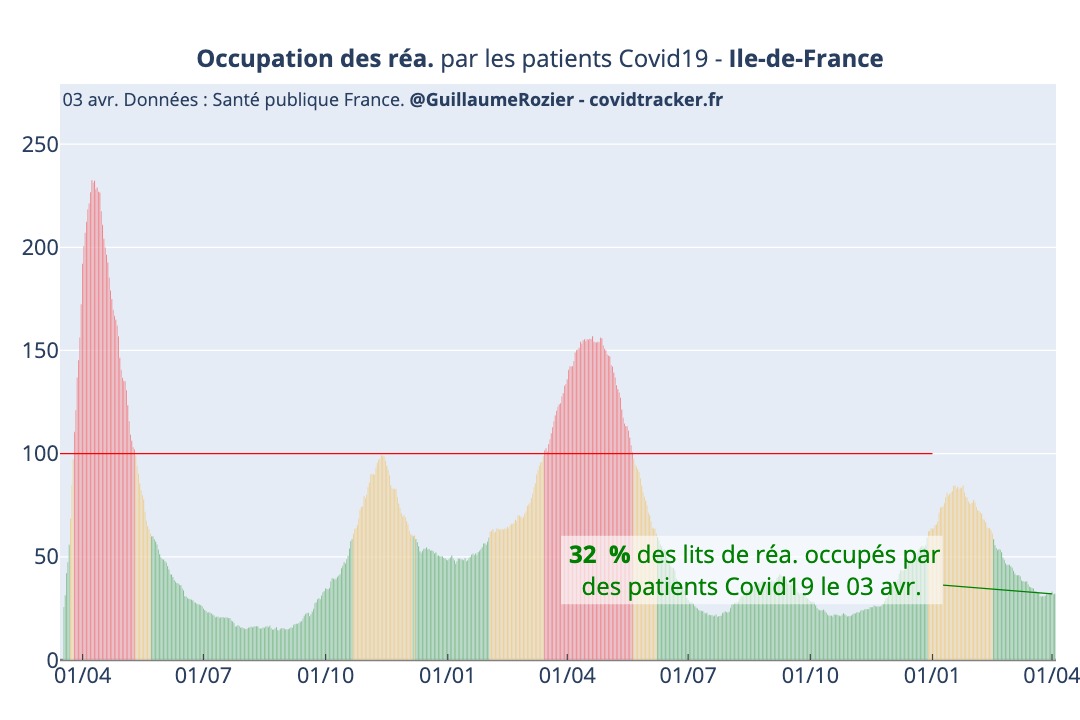 Occupation des réa. par les patients Covid19 - Ile-de-France
03 avr. Données : Santé publique France. @GuillaumeRozier - covidtracker.fr
250
200
150
100
50
0
32 % des lits de réa. occupés par
des patients Covid19 le 03 avr.
01/04 01/07 01/10 01/01 01/04 01/07 01/10 01/01 01/04